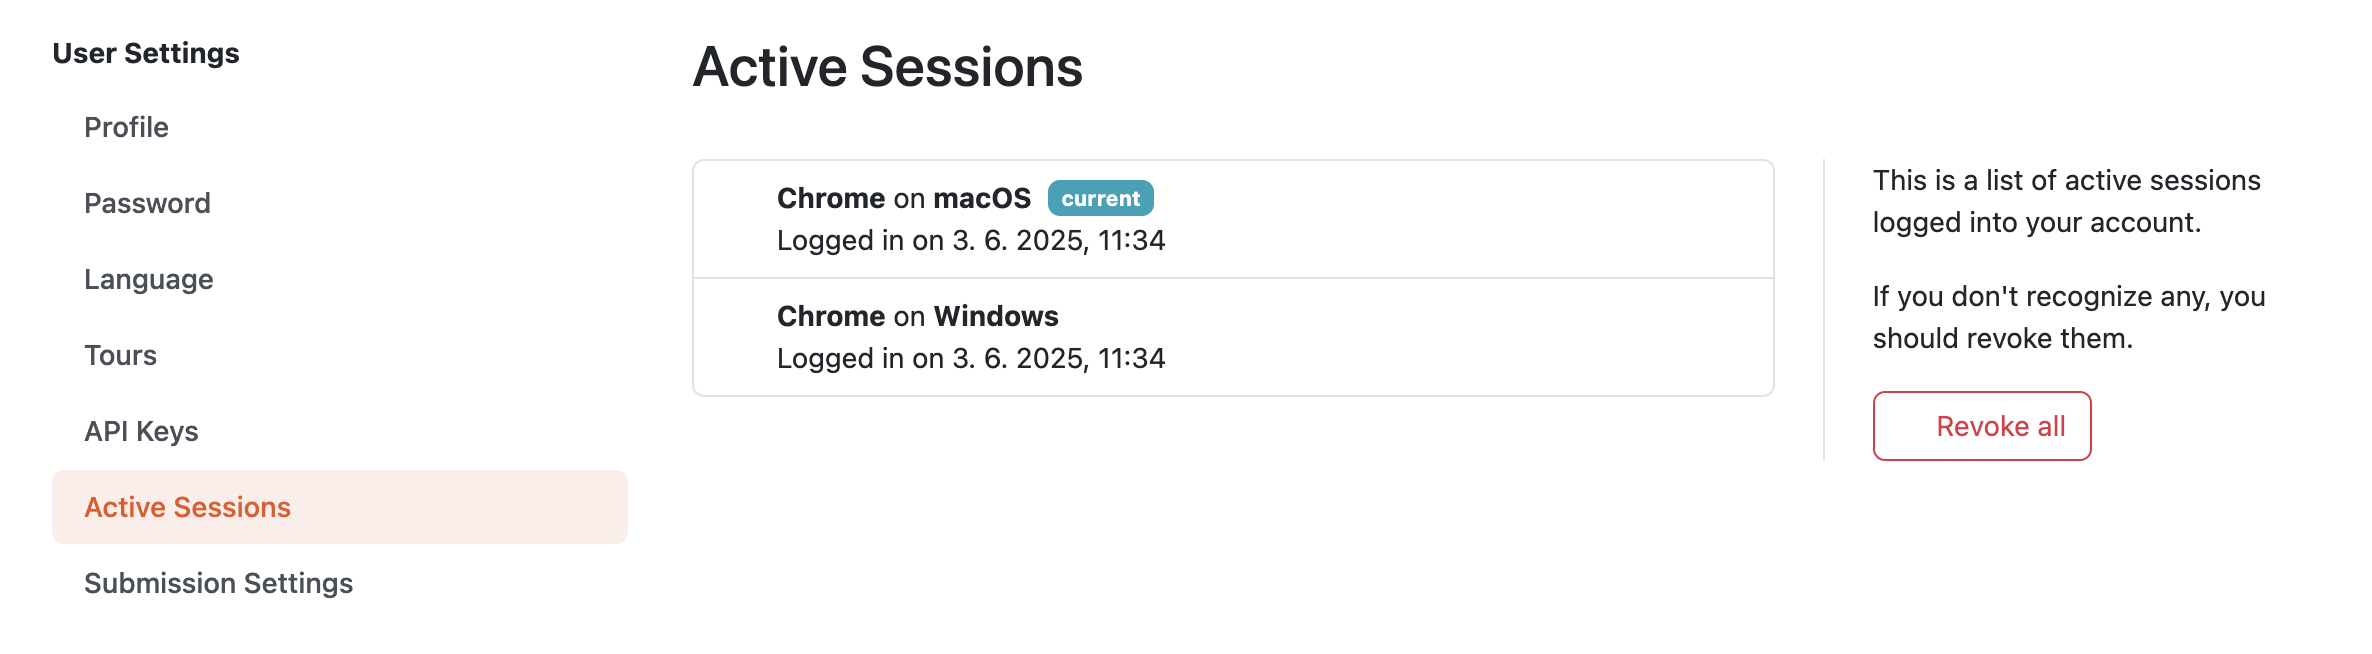 User Settings
Profile
Password
Language
Tours
API Keys
Active Sessions
Submission Settings
Active Sessions
Chrome on macOS current
Logged in on 3. 6. 2025, 11:34
Chrome on Windows
Logged in on 3. 6. 2025, 11:34
This is a list of active sessions
logged into your account.
If you don't recognize any, you
should revoke them.
Revoke all